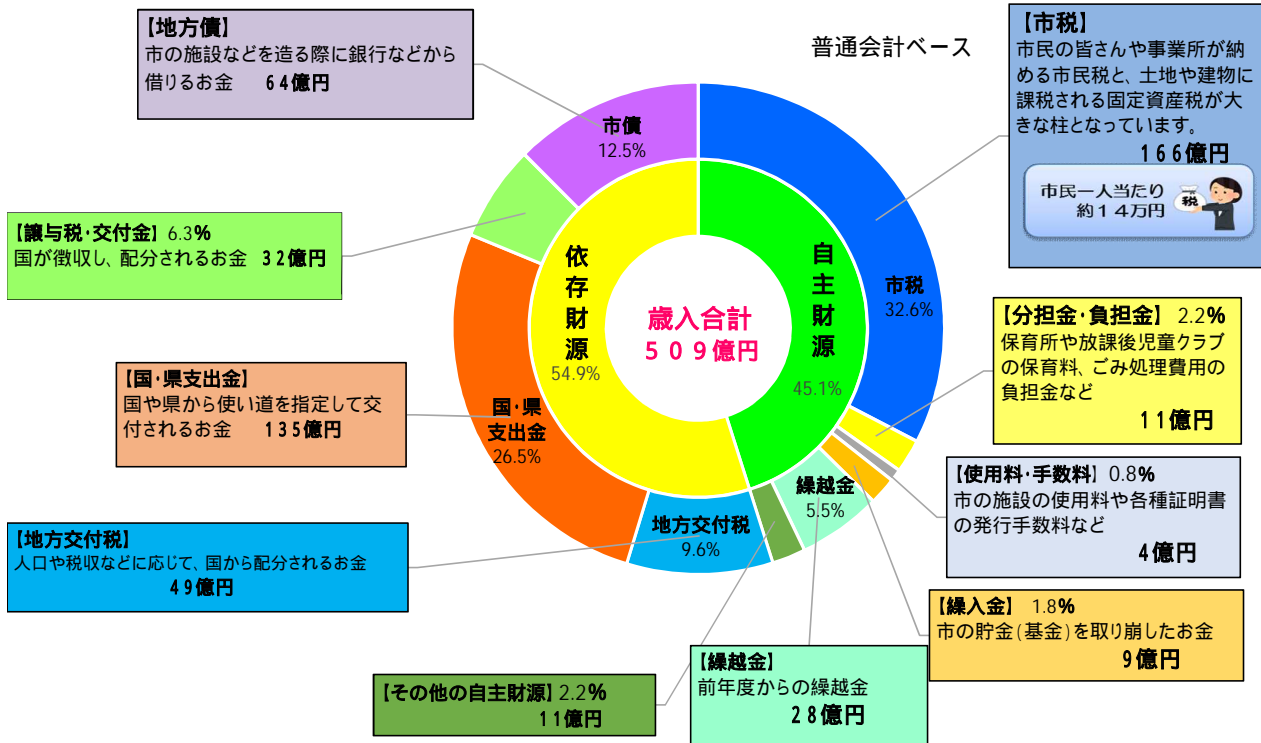 普通会計ベース
【地方債】
市の施設などを造る際に銀行などから
借りるお金 64億円
【市税】
市民の皆さんや事業所が納
める市民税と、土地や建物に
課税される固定資産税が大
きな柱となっています。
166億円
市民一人当たり
約14万円
税
【譲与税・交付金】 6.3%
国が徴収し、配分されるお金 32億円
【分担金・負担金】 2.2%
保育所や放課後児童クラブ
の保育料、ごみ処理費用の
負担金など
11億円
【国・県支出金】
国や県から使い道を指定して交
付されるお金 135億円
【使用料・手数料】 0.8%
市の施設の使用料や各種証明書
の発行手数料など
4億円
【地方交付税】
人口や税収などに応じて、国から配分されるお金
49億円
【繰入金】 1.8%
市の貯金(基金)を取り崩したお金
9億円
【繰越金】
前年度からの繰越金
28億円
【その他の自主財源】 2.2%
11億円
市債
12.5%
市税
32.6%
国・県
支出金
26.5%
地方交付税
9.6%
繰越金
5.5%
依存財源
54.9%
自主財源
45.1%
歳入合計
509億円